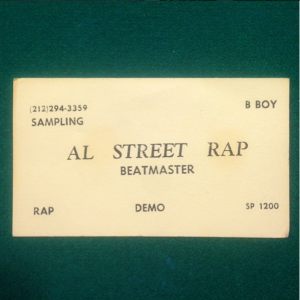 (212)294-3359
B BOY
SAMPLING
AL STREET RAP
BEATMASTER
RAP
DEMO
SP 1200